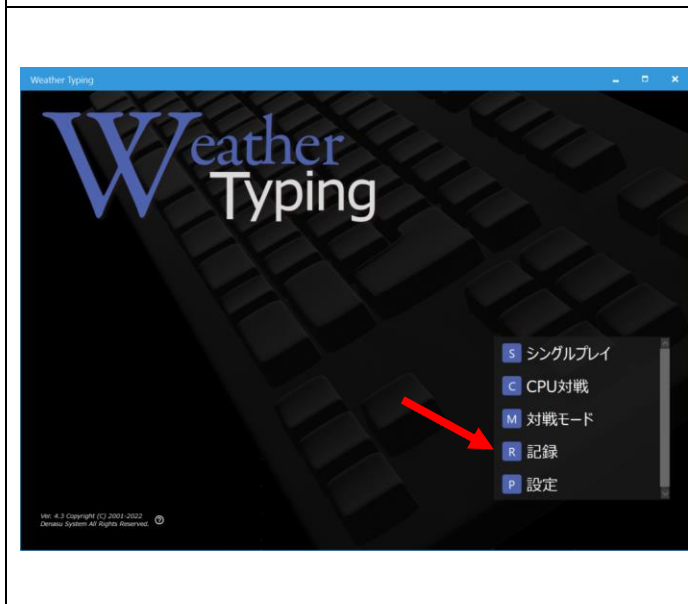 Weather Typing
Weather
Typing
S シングルプレイ
C CPU対戦
M 対戦モード
R 記録
P 設定
Ver. 4.3 Copyright (C) 2001-2022
Denasu System All Rights Reserved.